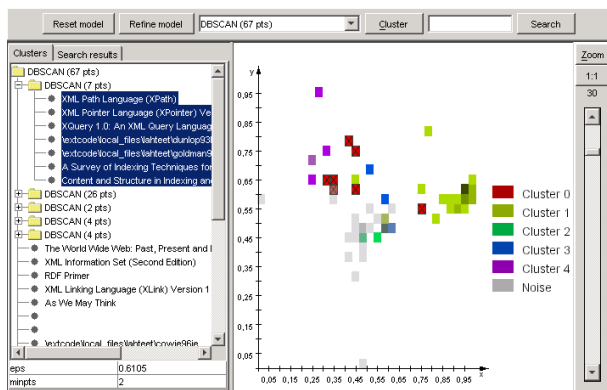 Reset model Refine model DBSCAN (67 pts) Cluster Search
Clusters Search results
DBSCAN (67 pts)
DBSCAN (7 pts)
XML Path Language (XPath)
XML Pointer Language (XPointer) Ve
XQuery 1.0: An XML Query Languag
\extcode\local_files\lahteet\dunlop93
\extcode\local_files\lahteet\goldman9
A Survey of Indexing Techniques for
Content and Structure in Indexing and
DBSCAN (26 pts)
DBSCAN (2 pts)
DBSCAN (4 pts)
DBSCAN (4 pts)
The World Wide Web: Past, Present and
XML Information Set (Second Edition)
RDF Primer
XML Linking Language (XLink) Version 1
As We May Think
\extcode\local_files\lahteet\cowie96ie
eps 0.6105
minpts 2
y
0,95
0,85
0,75
0,65
0,55
0,45
0,35
0,25
0,15
0,05
0,05 0,15 0,25 0,35 0,45 0,55 0,65 0,75 0,85 0,95
x
Cluster 0
Cluster 1
Cluster 2
Cluster 3
Cluster 4
Noise
Zoom
1:1
30